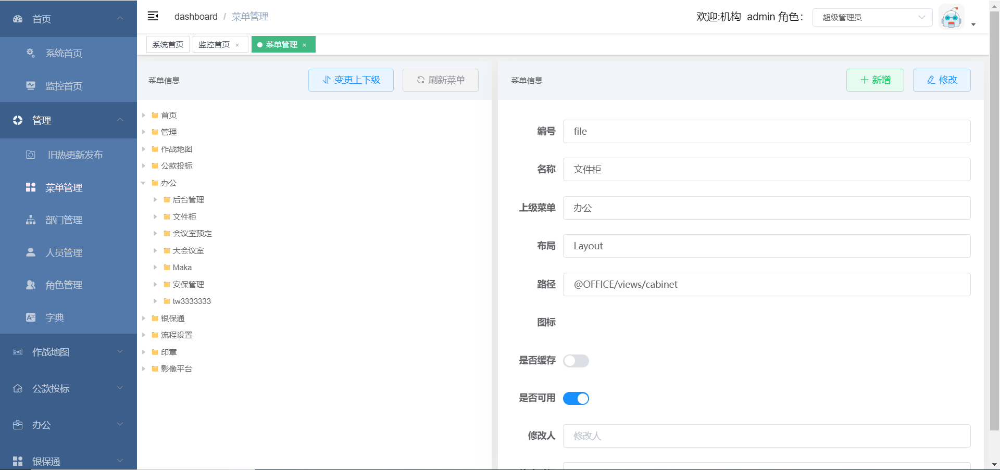 首页
系统首页
监控首页
管理
旧热更新发布
菜单管理
部门管理
人员管理
角色管理
字典
作战地图
公款投标
办公
银保通
dashboard / 菜单管理
欢迎:机构 admin 角色：
超级管理员
系统首页
监控首页 ×
菜单管理 ×
菜单信息
变更上下级
刷新菜单
首页
管理
作战地图
公款投标
办公
后台管理
文件柜
会议室预定
大会议室
Maka
安保管理
tw3333333
银保通
流程设置
印章
影像平台
菜单信息
新增
修改
编号 file
名称 文件柜
上级菜单 办公
布局 Layout
路径 @OFFICE/views/cabinet
图标
是否缓存
是否可用
修改人 修改人